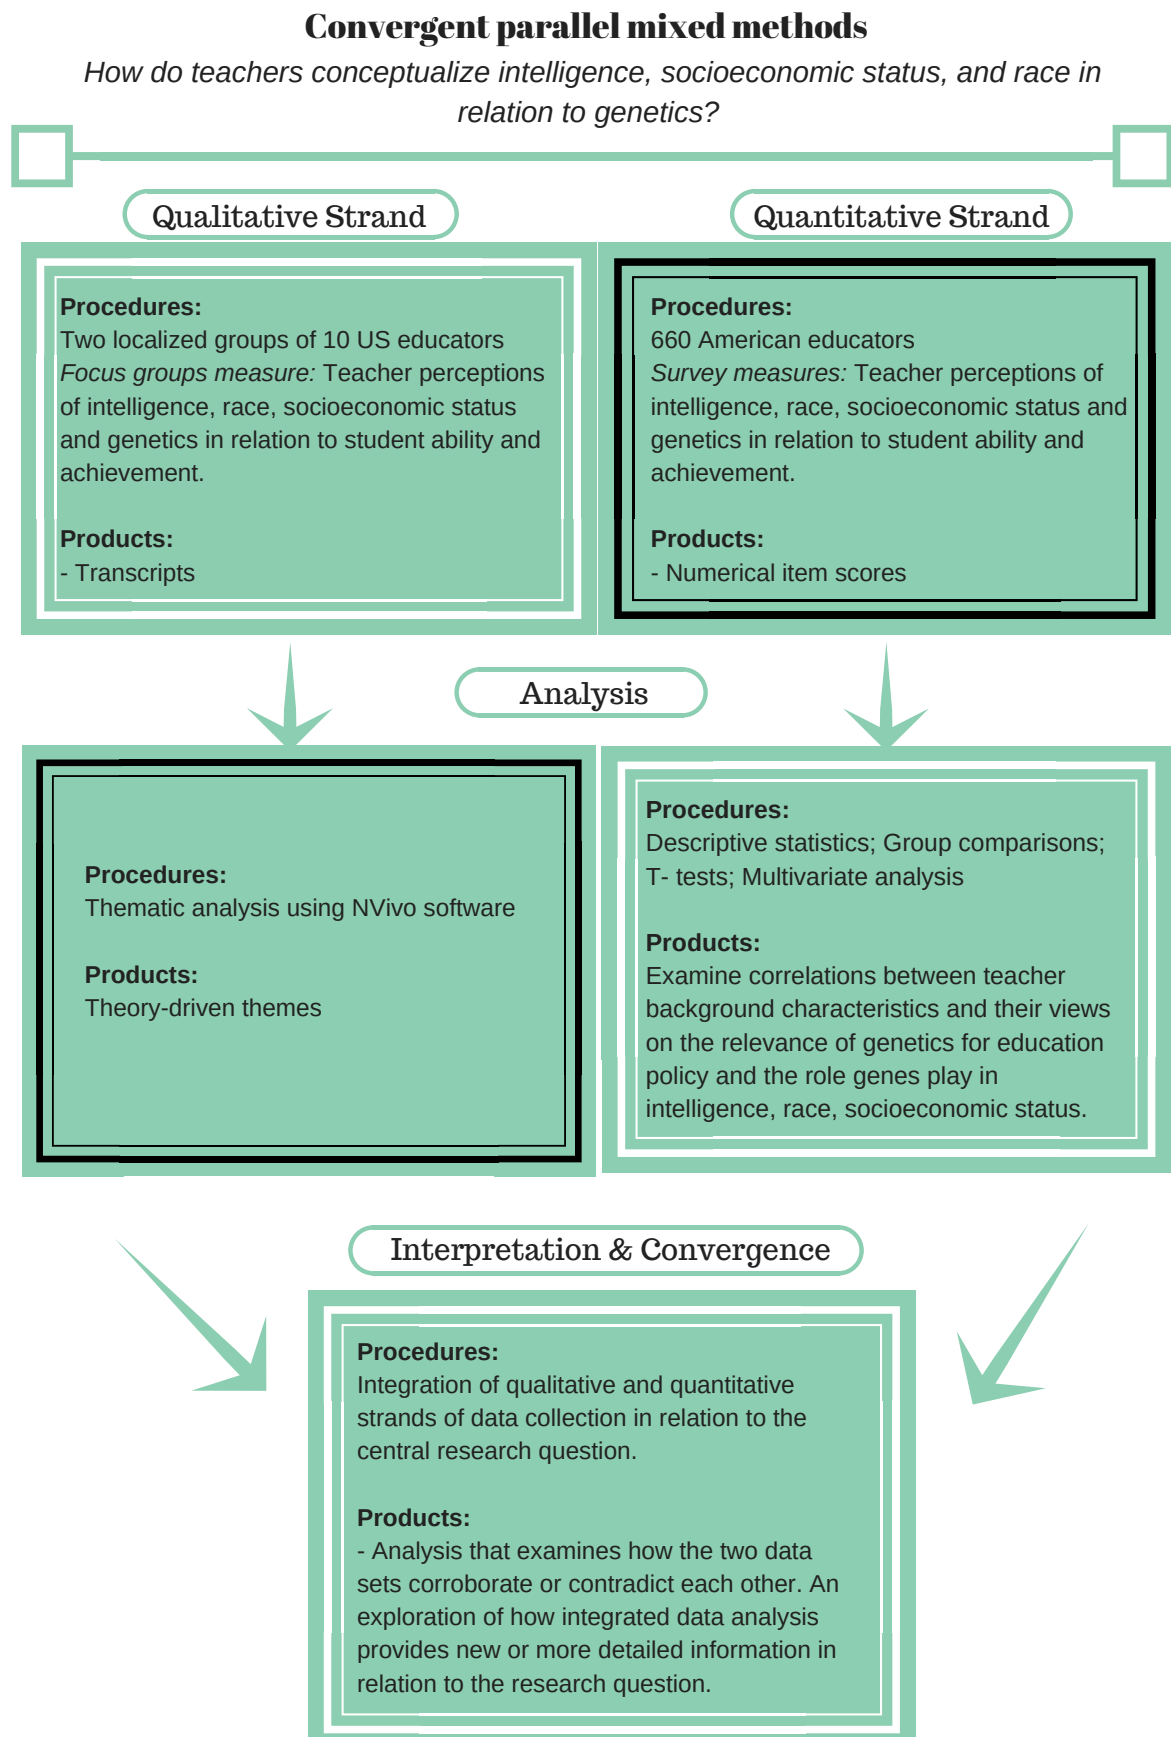 Convergent parallel mixed methods
How do teachers conceptualize intelligence, socioeconomic status, and race in
relation to genetics?
Qualitative Strand
Procedures:
Two localized groups of 10 US educators
Focus groups measure: Teacher perceptions
of intelligence, race, socioeconomic status
and genetics in relation to student ability and
achievement.
Products:
- Transcripts
Quantitative Strand
Procedures:
660 American educators
Survey measures: Teacher perceptions of
intelligence, race, socioeconomic status and
genetics in relation to student ability and
achievement.
Products:
- Numerical item scores
Analysis
Procedures:
Thematic analysis using NVivo software
Products:
Theory-driven themes
Procedures:
Descriptive statistics; Group comparisons;
T- tests; Multivariate analysis
Products:
Examine correlations between teacher
background characteristics and their views
on the relevance of genetics for education
policy and the role genes play in
intelligence, race, socioeconomic status.
Interpretation & Convergence
Procedures:
Integration of qualitative and quantitative
strands of data collection in relation to the
central research question.
Products:
- Analysis that examines how the two data
sets corroborate or contradict each other. An
exploration of how integrated data analysis
provides new or more detailed information in
relation to the research question.